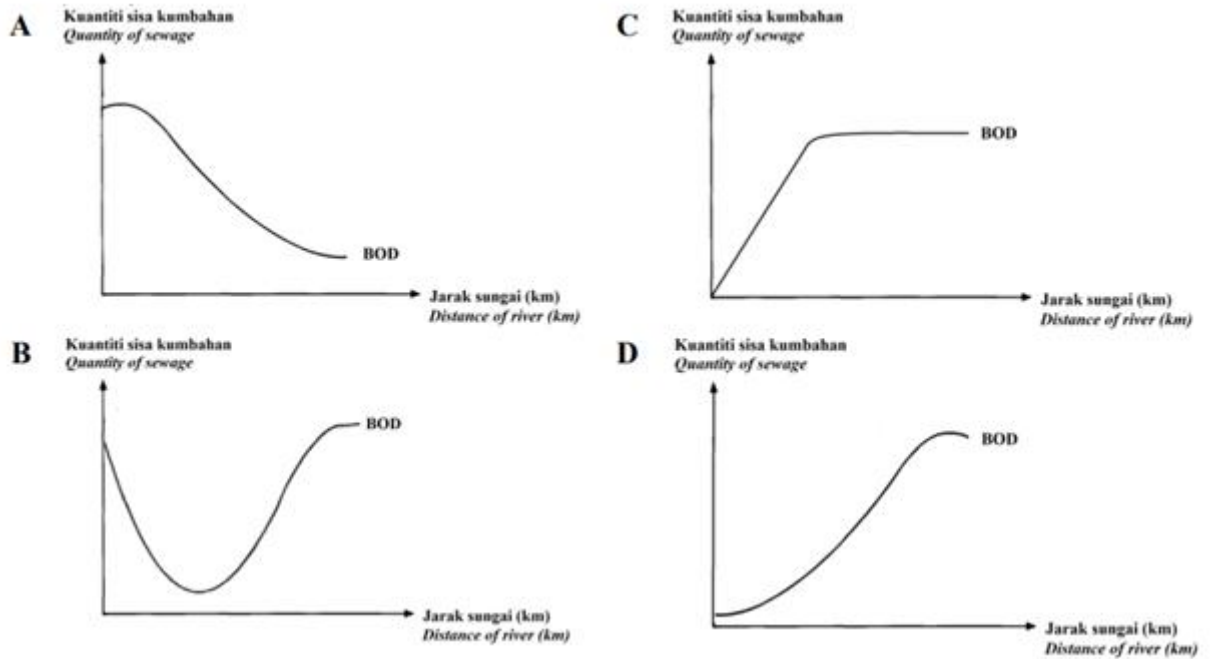 A
Kuantiti sisa kumbahan
Quantity of sewage
BOD
Jarak sungai (km)
Distance of river (km)
B
Kuantiti sisa kumbahan
Quantity of sewage
BOD
Jarak sungai (km)
Distance of river (km)
C
Kuantiti sisa kumbahan
Quantity of sewage
BOD
Jarak sungai (km)
Distance of river (km)
D
Kuantiti sisa kumbahan
Quantity of sewage
BOD
Jarak sungai (km)
Distance of river (km)